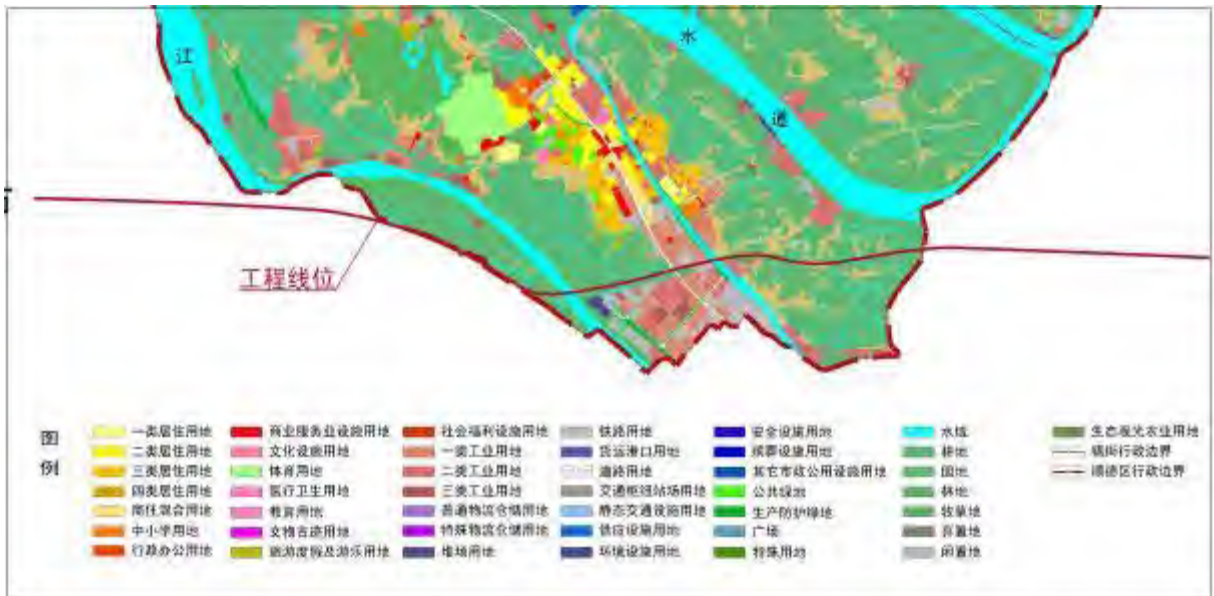 江
水
道
工程线位
图
例
一类居住用地
二类居住用地
三类居住用地
四类居住用地
商住混合用地
中小学用地
行政办公用地
商业服务业设施用地
文化设施用地
体育用地
医疗卫生用地
教育用地
文物古迹用地
旅游度假及游乐用地
社会福利设施用地
一类工业用地
二类工业用地
三类工业用地
普通物流仓储用地
特殊物流仓储用地
堆场用地
铁路用地
货运港口用地
道路用地
交通枢纽站场用地
静态交通设施用地
供应设施用地
环境设施用地
安全设施用地
殡葬设施用地
其它市政公用设施用地
公共绿地
生产防护绿地
广场
特殊用地
水域
耕地
园地
林地
牧草地
弃置地
闲置地
生态观光农业用地
镇街行政边界
顺德区行政边界